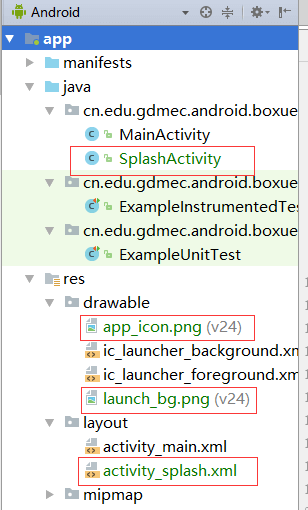 Android
app
manifests
java
cn.edu.gdmec.android.boxue
MainActivity
SplashActivity
cn.edu.gdmec.android.boxue
ExampleInstrumentedTe
cn.edu.gdmec.android.boxue
ExampleUnitTest
res
drawable
app_icon.png (v24)
ic_launcher_background.xm
ic_launcher_foreground.xm
launch_bg.png (v24)
layout
activity_main.xml
activity_splash.xml
mipmap